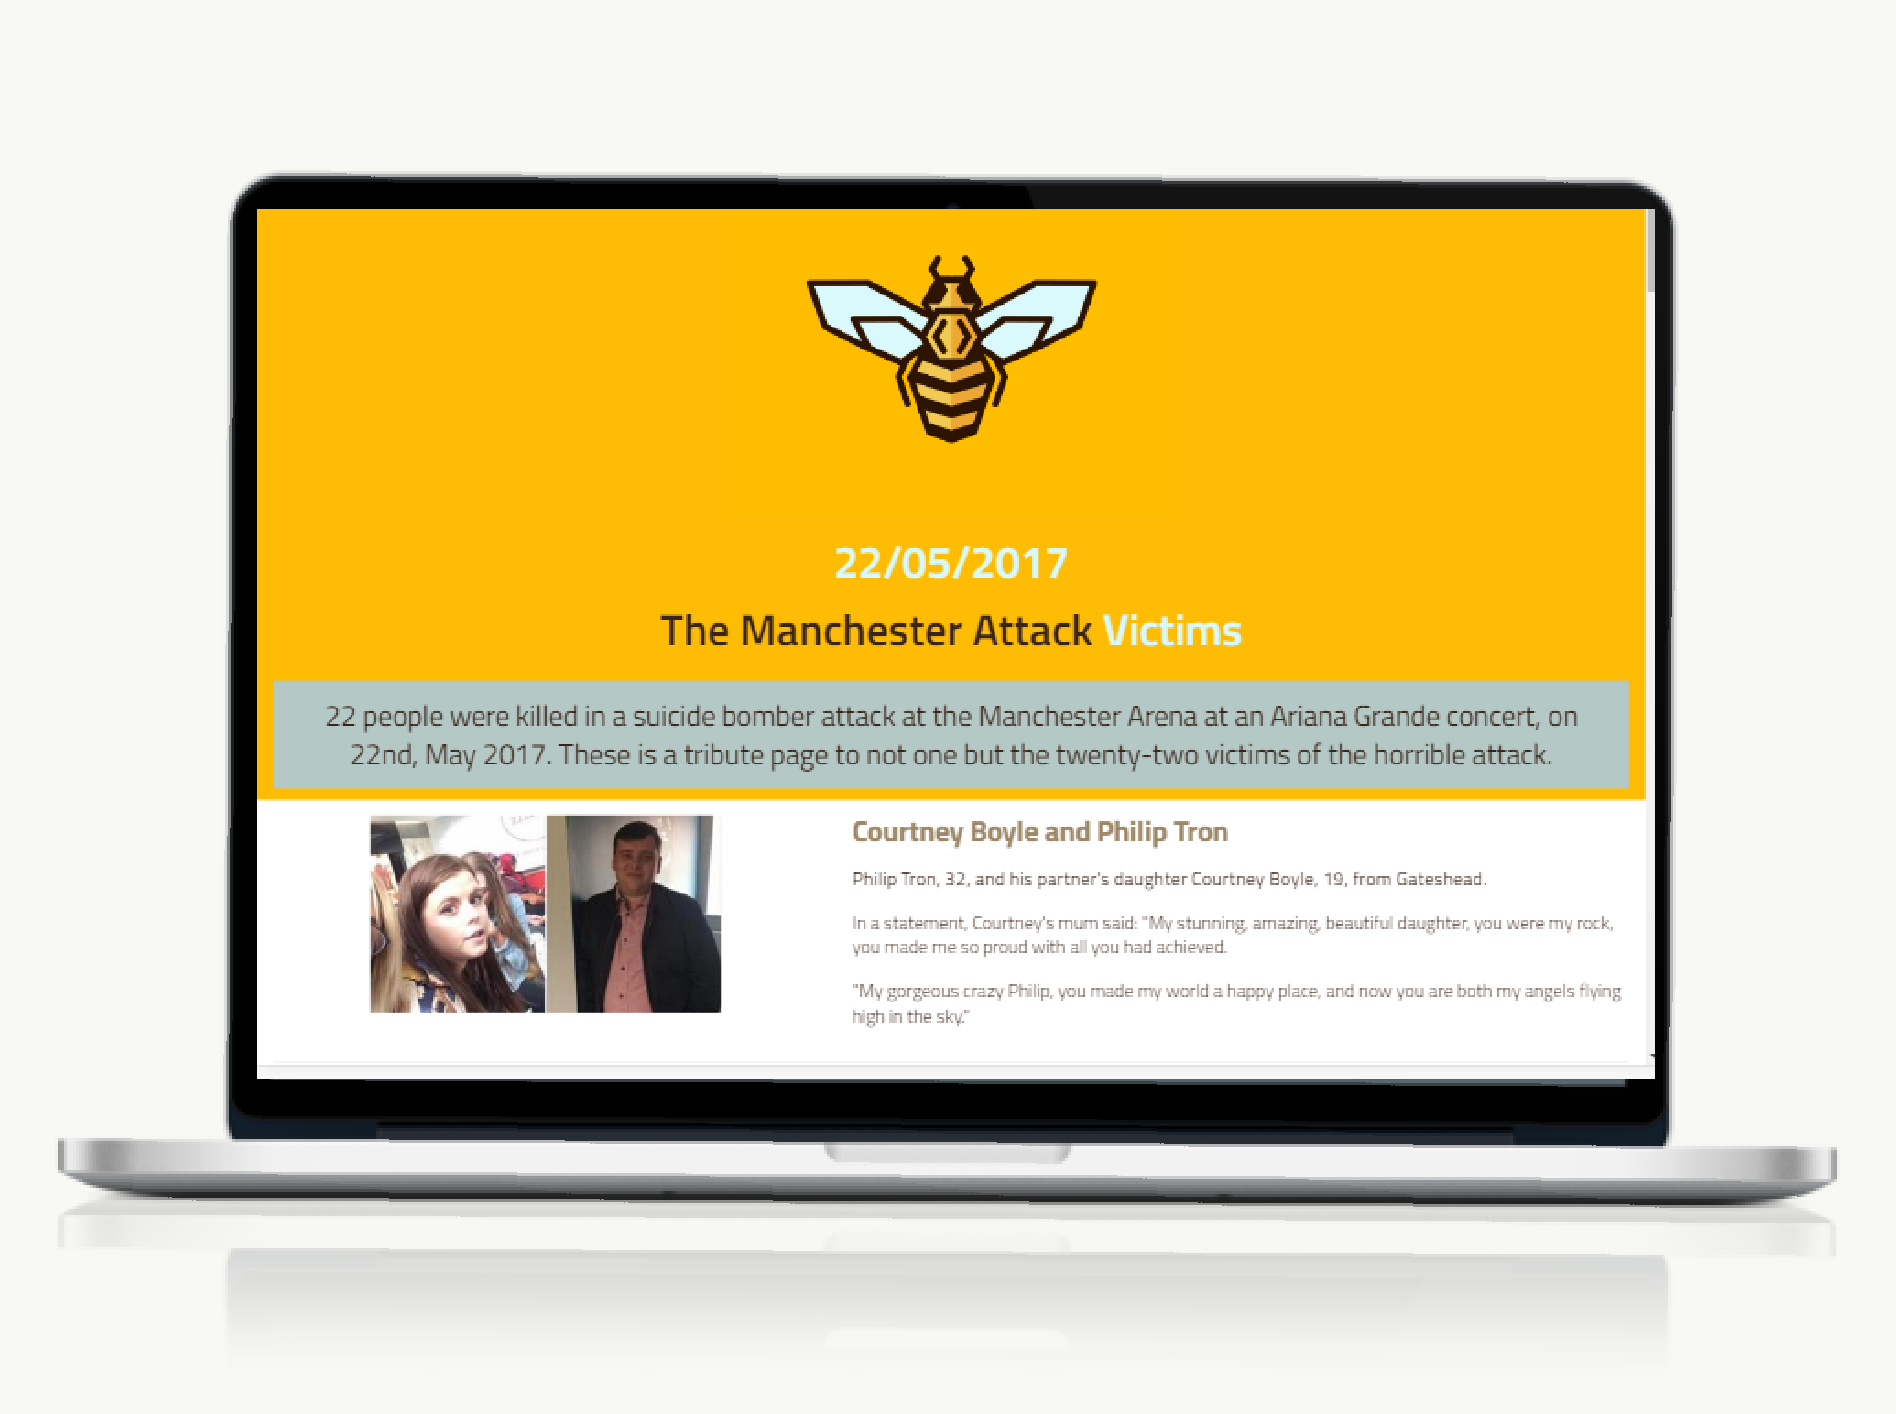 22/05/2017
The Manchester Attack Victims
22 people were killed in a suicide bomber attack at the Manchester Arena at an Ariana Grande concert, on
22nd, May 2017. These is a tribute page to not one but the twenty-two victims of the horrible attack.
Courtney Boyle and Philip Tron
Philip Tron, 32, and his partner's daughter Courtney Boyle, 19, from Gateshead.
In a statement, Courtney's mum said: "My stunning, amazing, beautiful daughter, you were my rock,
you made me so proud with all you had achieved.
"My gorgeous crazy Philip, you made my world a happy place, and now you are both my angels flying
high in the sky."